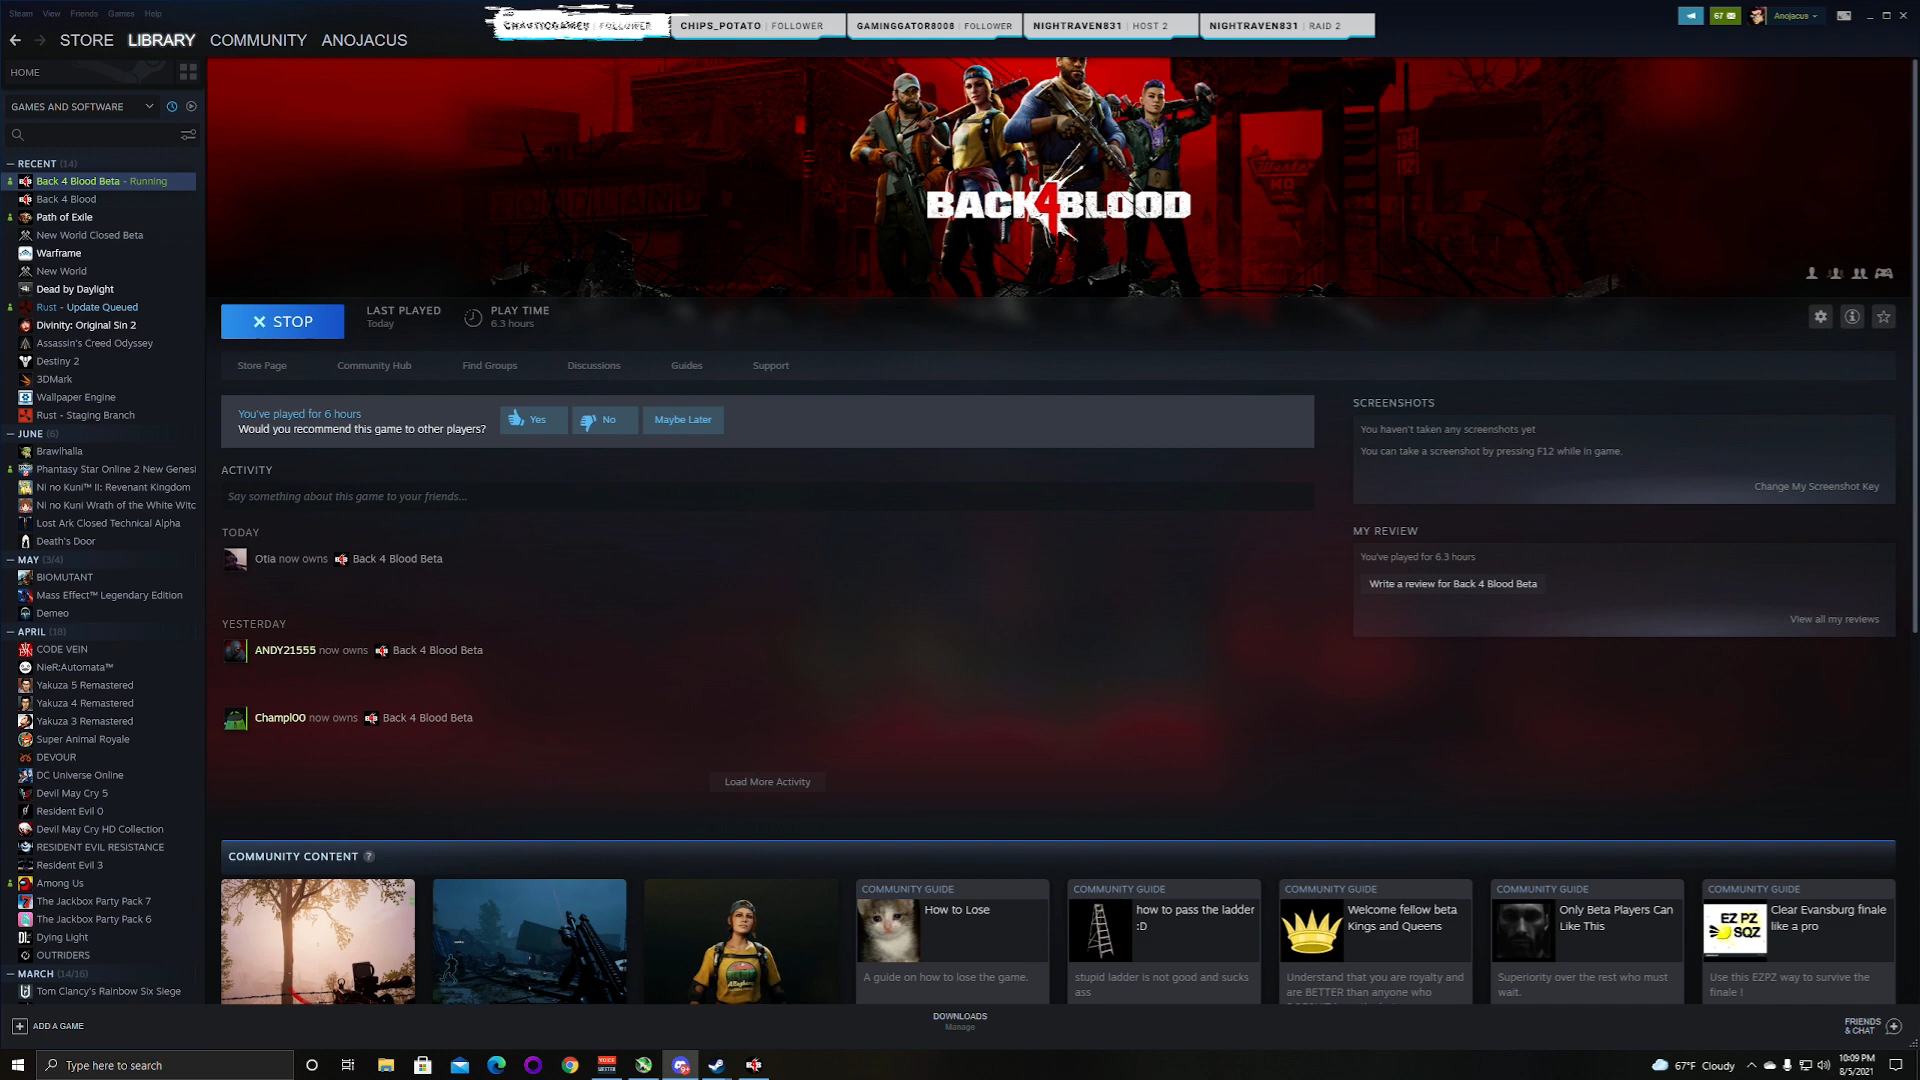 Steam View Friends Games Help
CHAOTICGAMES | FOLLOWER
CHIPS_POTATO | FOLLOWER
GAMINGGATOR8008 | FOLLOWER
NIGHTRAVEN831 | HOST 2
NIGHTRAVEN831 | RAID 2
67
Anojacus
STORE LIBRARY COMMUNITY ANOJACUS
HOME
GAMES AND SOFTWARE
RECENT (14)
Back 4 Blood Beta - Running
Back 4 Blood
Path of Exile
New World Closed Beta
Warframe
New World
Dead by Daylight
Rust - Update Queued
Divinity: Original Sin 2
Assassin's Creed Odyssey
Destiny 2
3DMark
Wallpaper Engine
Rust - Staging Branch
JUNE (6)
Brawlhalla
Phantasy Star Online 2 New Genesi
Ni no Kuni™ II: Revenant Kingdom
Ni no Kuni Wrath of the White Witc
Lost Ark Closed Technical Alpha
Death's Door
MAY (3/4)
BIOMUTANT
Mass Effect™ Legendary Edition
Demeo
APRIL (18)
CODE VEIN
NieR:Automata™
Yakuza 5 Remastered
Yakuza 4 Remastered
Yakuza 3 Remastered
Super Animal Royale
DEVOUR
DC Universe Online
Devil May Cry 5
Resident Evil 0
Devil May Cry HD Collection
RESIDENT EVIL RESISTANCE
Resident Evil 3
Among Us
The Jackbox Party Pack 7
The Jackbox Party Pack 6
Dying Light
OUTRIDERS
MARCH (14/16)
Tom Clancy's Rainbow Six Siege
ADD A GAME
BACK 4 BLOOD
STOP
LAST PLAYED
Today
PLAY TIME
6.3 hours
Store Page
Community Hub
Find Groups
Discussions
Guides
Support
You've played for 6 hours
Would you recommend this game to other players?
Yes
No
Maybe Later
ACTIVITY
Say something about this game to your friends...
TODAY
Otia now owns Back 4 Blood Beta
YESTERDAY
ANDY21555 now owns Back 4 Blood Beta
Champl00 now owns Back 4 Blood Beta
Load More Activity
SCREENSHOTS
You haven't taken any screenshots yet
You can take a screenshot by pressing F12 while in game.
Change My Screenshot Key
MY REVIEW
You've played for 6.3 hours
Write a review for Back 4 Blood Beta
View all my reviews
COMMUNITY CONTENT ?
COMMUNITY GUIDE
How to Lose
A guide on how to lose the game.
COMMUNITY GUIDE
how to pass the ladder
:D
stupid ladder is not good and sucks
ass
COMMUNITY GUIDE
Welcome fellow beta
Kings and Queens
Understand that you are royalty and
are BETTER than anyone who
COMMUNITY GUIDE
Only Beta Players Can
Like This
Superiority over the rest who must
wait.
COMMUNITY GUIDE
EZ PZ
SQZ
Clear Evansburg finale
like a pro
Use this EZPZ way to survive the
finale !
DOWNLOADS
Manage
FRIENDS
& CHAT
Type here to search
67°F Cloudy
10:09 PM
8/5/2021